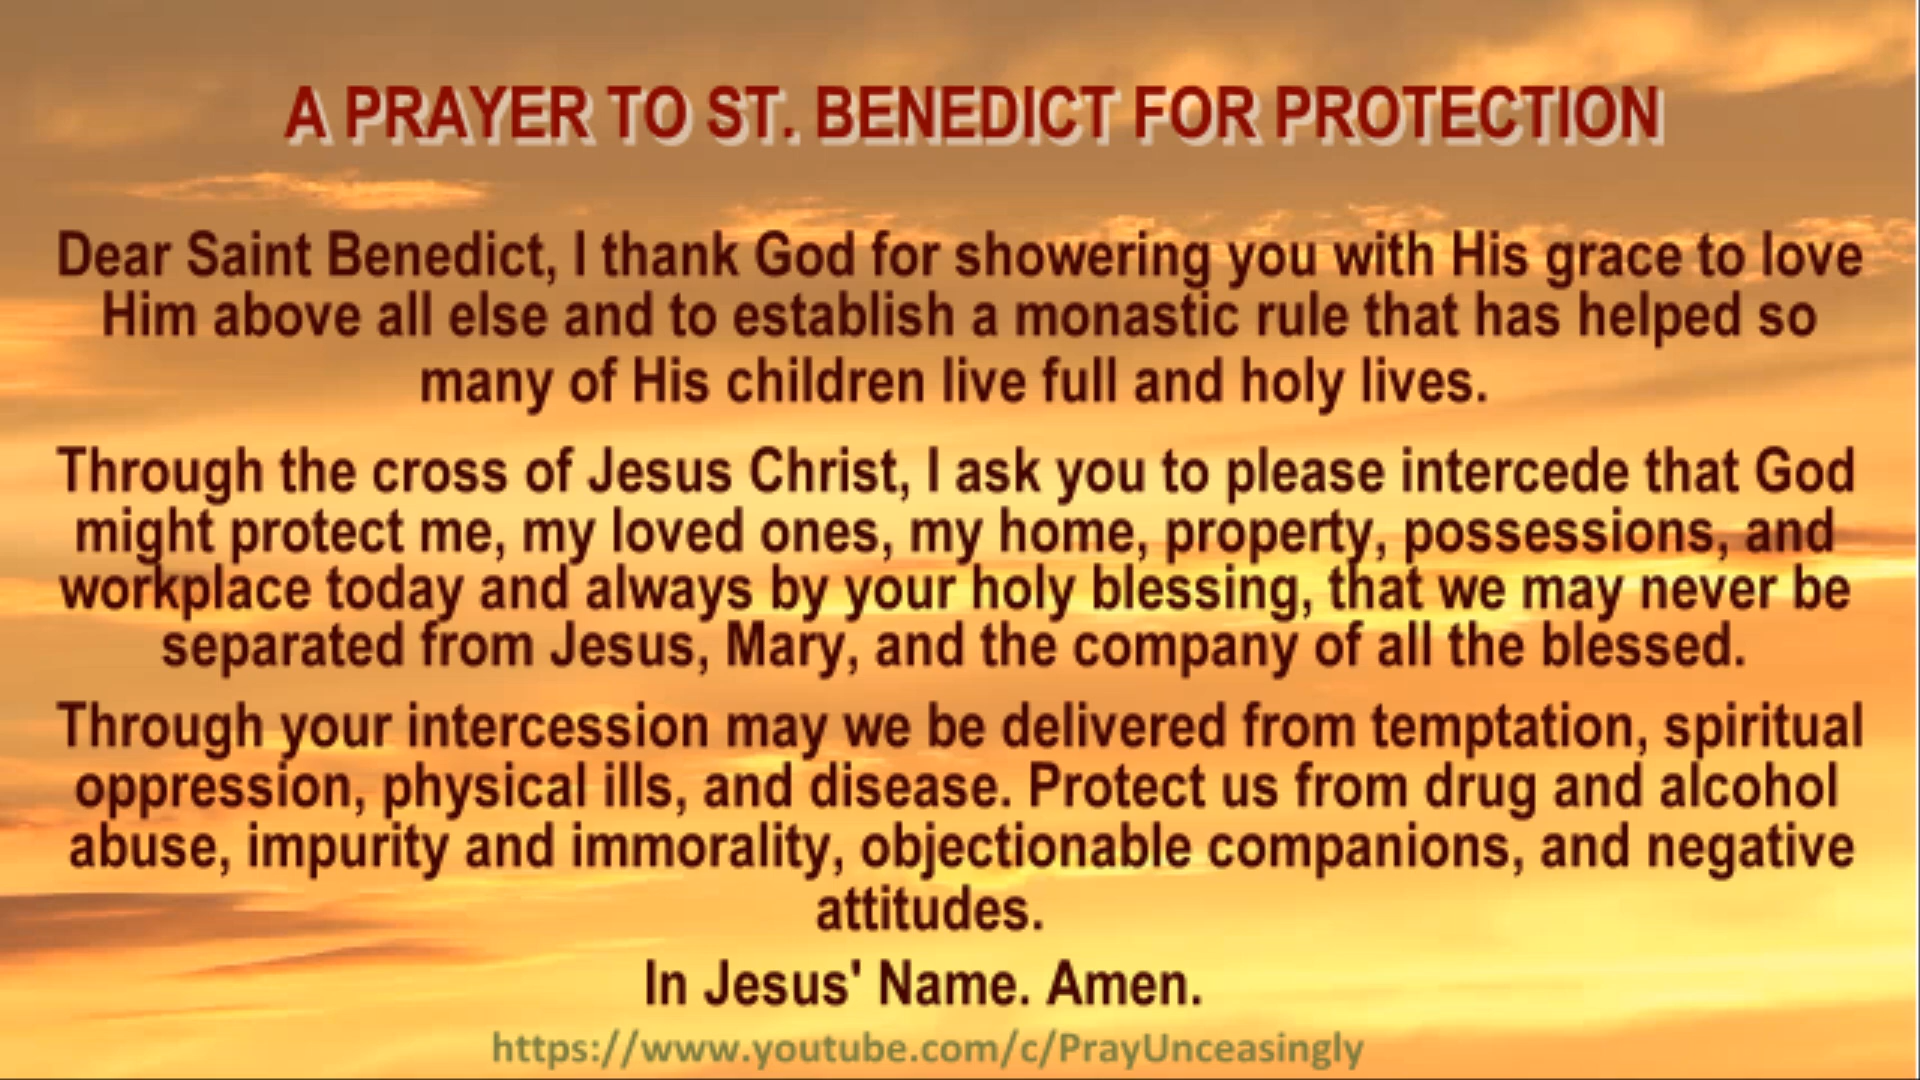 A PRAYER TO ST. BENEDICT FOR PROTECTION
Dear Saint Benedict, I thank God for showering you with His grace to love
Him above all else and to establish a monastic rule that has helped so
many of His children live full and holy lives.
Through the cross of Jesus Christ, I ask you to please intercede that God
might protect me, my loved ones, my home, property, possessions, and
workplace today and always by your holy blessing, that we may never be
separated from Jesus, Mary, and the company of all the blessed.
Through your intercession may we be delivered from temptation, spiritual
oppression, physical ills, and disease. Protect us from drug and alcohol
abuse, impurity and immorality, objectionable companions, and negative
attitudes.
In Jesus' Name. Amen.
https://www.youtube.com/c/PrayUnceasingly